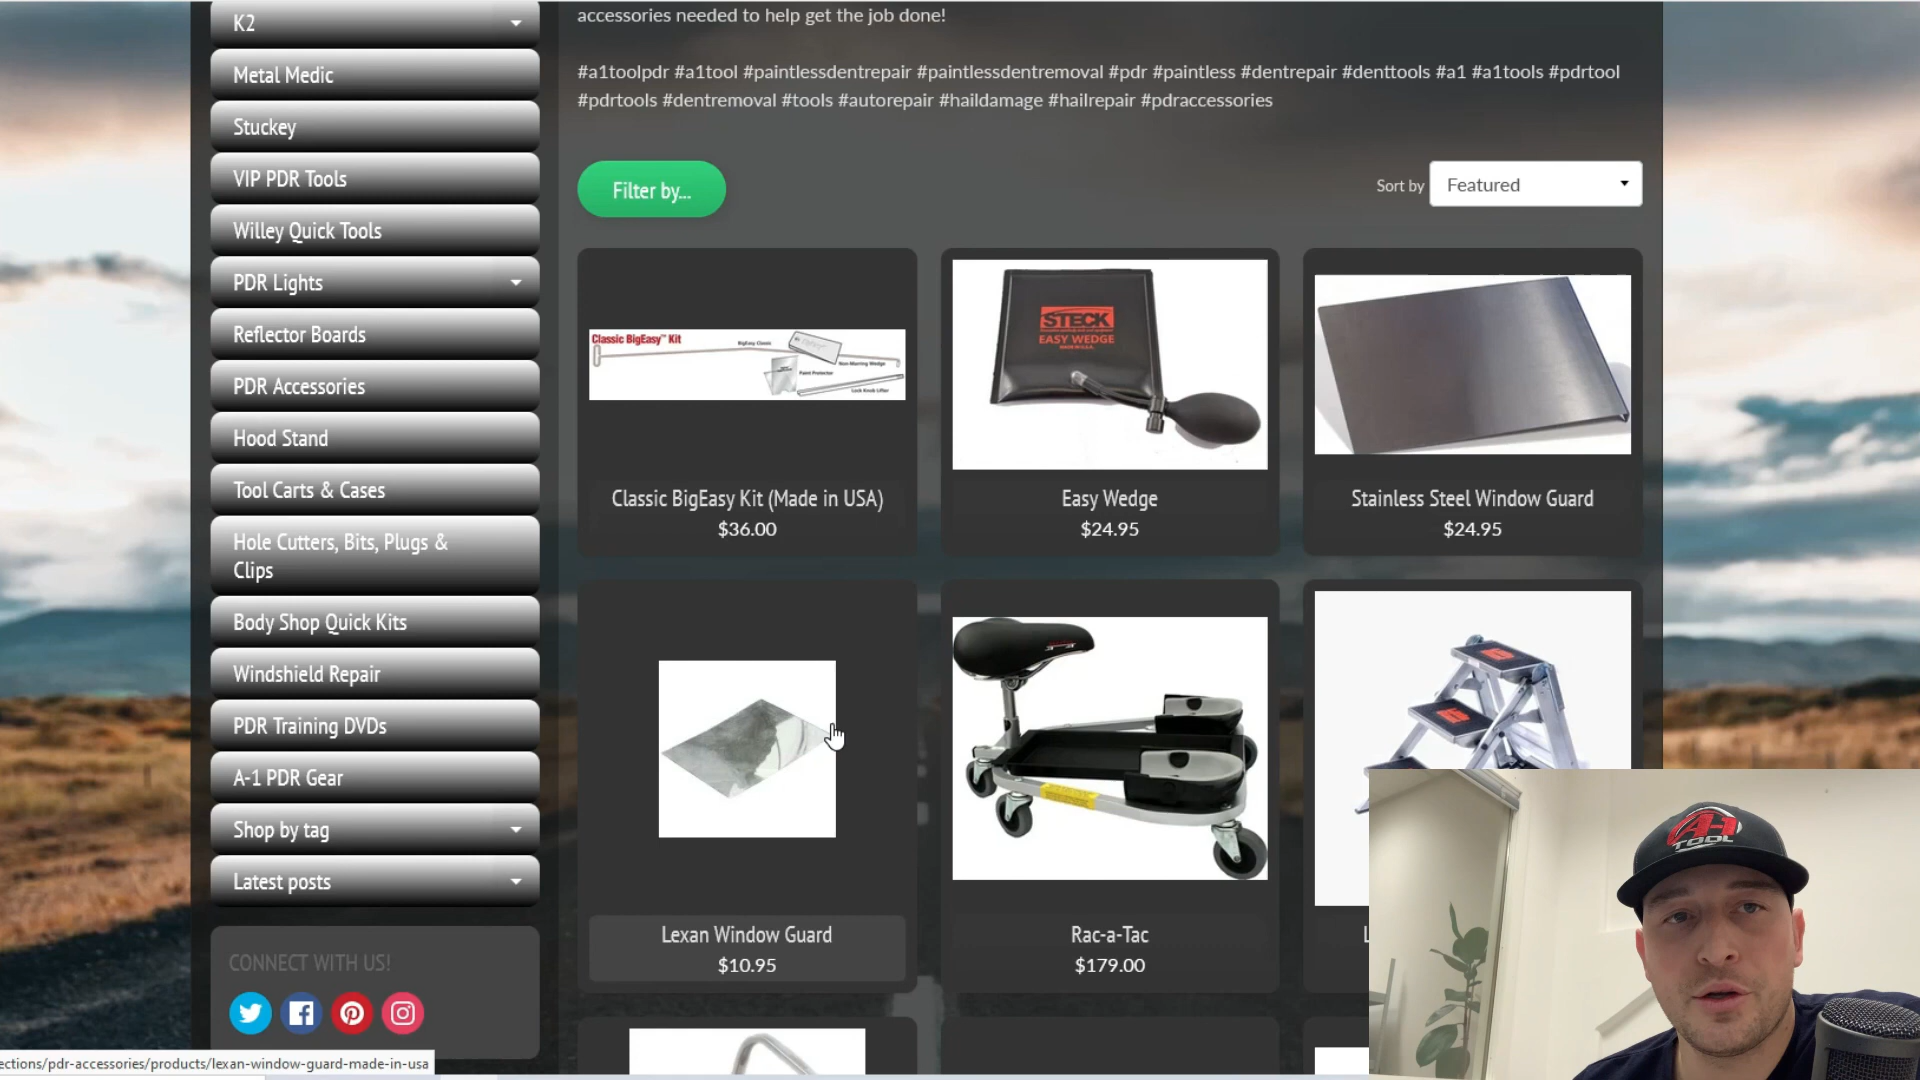 K2
Metal Medic
Stuckey
VIP PDR Tools
Willey Quick Tools
PDR Lights
Reflector Boards
PDR Accessories
Hood Stand
Tool Carts & Cases
Hole Cutters, Bits, Plugs &
Clips
Body Shop Quick Kits
Windshield Repair
PDR Training DVDs
A-1 PDR Gear
Shop by tag
Latest posts
CONNECT WITH US!
accessories needed to help get the job done!
#a1toolpdr #a1tool #paintlessdentrepair #paintlessdentremoval #pdr #paintless #dentrepair #denttools #a1 #a1tools #pdrtool
#pdrtools #dentremoval #tools #autorepair #haildamage #hailrepair #pdraccessories
Filter by...
Sort by Featured
Classic BigEasy™ Kit
BigEasy Classic
Non-Marring Wedge
Paint Protector
Lock Knob Lifter
Classic BigEasy Kit (Made in USA)
$36.00
STECK
EASY WEDGE
MADE IN U.S.A.
Easy Wedge
$24.95
Stainless Steel Window Guard
$24.95
Lexan Window Guard
$10.95
Rac-a-Tac
$179.00
A-1
TOOL
ections/pdr-accessories/products/lexan-window-guard-made-in-usa